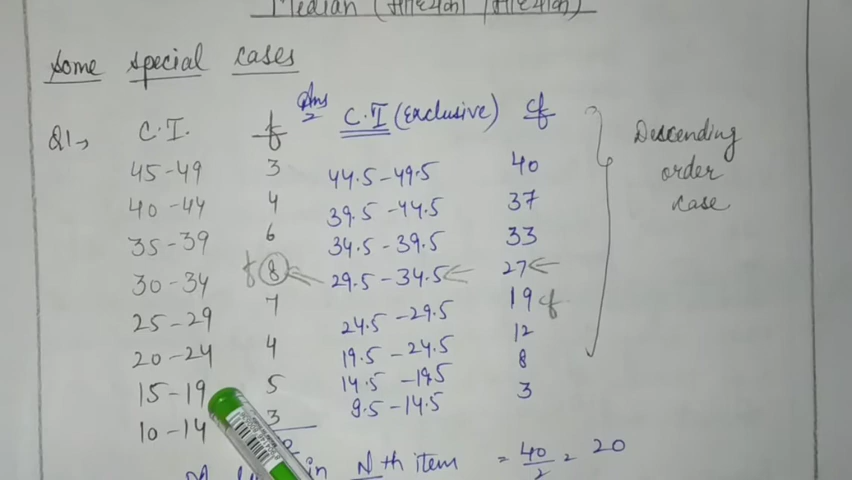 Median (
Some special cases
Q1→ C.I. f Ans 2 C.I (Exclusive) cf
45-49 3 44.5-49.5 40
40-44 4 39.5-44.5 37
35-39 6 34.5-39.5 33
30-34 f 8 29.5-34.5← 27←
25-29 7 24.5-29.5 19 cf
20-24 4 19.5-24.5 12
15-19 5 14.5-19.5 8
10-14 3 9.5-14.5 3
Descending
order
case
in N th item = 40/2 = 20